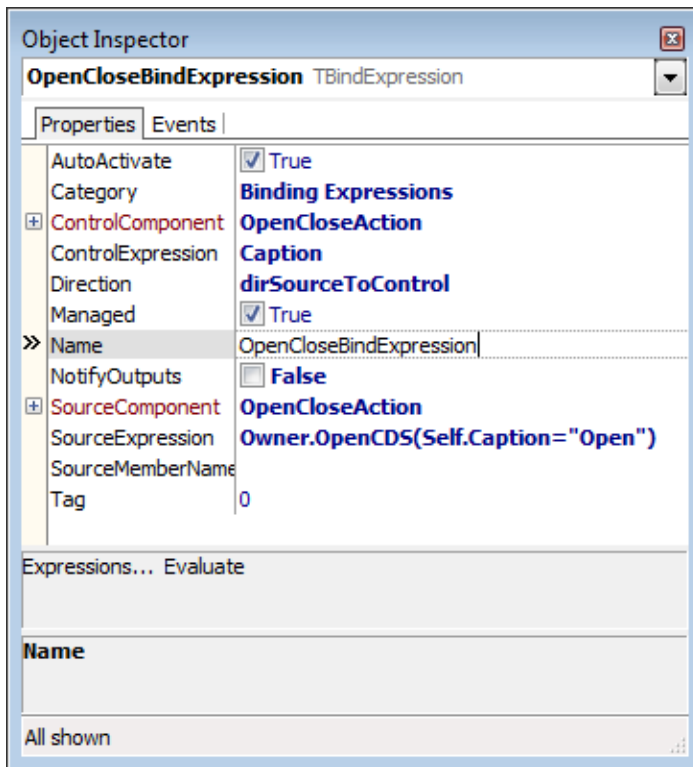 Object Inspector
OpenCloseBindExpression TBindExpression
Properties Events
AutoActivate True
Category Binding Expressions
ControlComponent OpenCloseAction
ControlExpression Caption
Direction dirSourceToControl
Managed True
Name OpenCloseBindExpression
NotifyOutputs False
SourceComponent OpenCloseAction
SourceExpression Owner.OpenCDS(Self.Caption="Open")
SourceMemberName
Tag 0
Expressions... Evaluate
Name
All shown